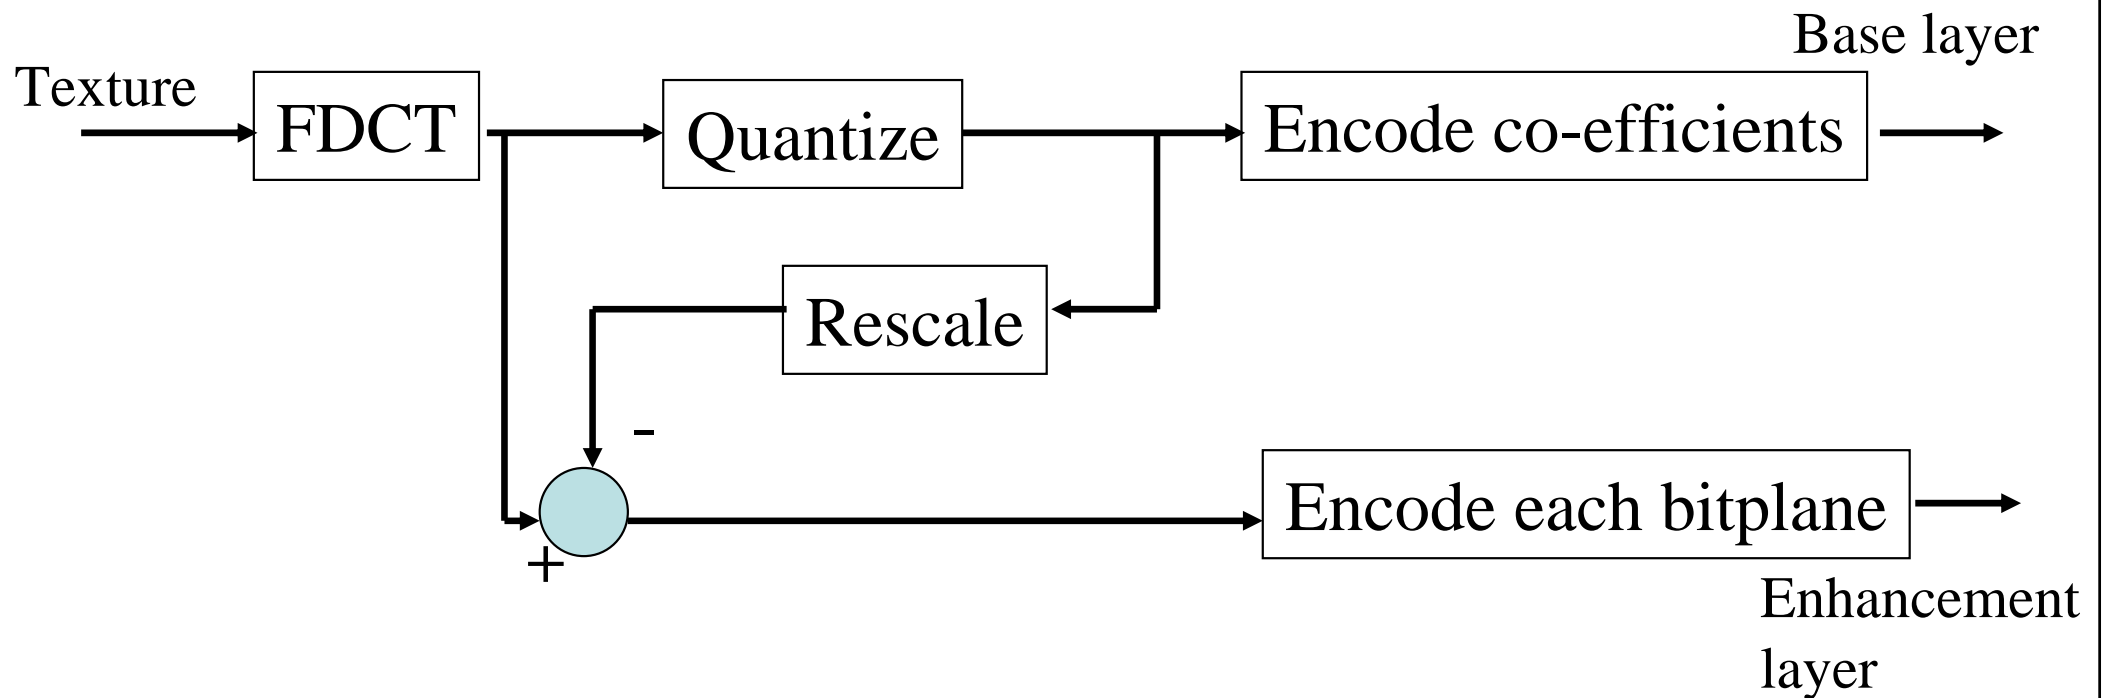 Base layer
Texture
FDCT
Quantize
Encode co-efficients
Rescale
-
Encode each bitplane
+
Enhancement
layer